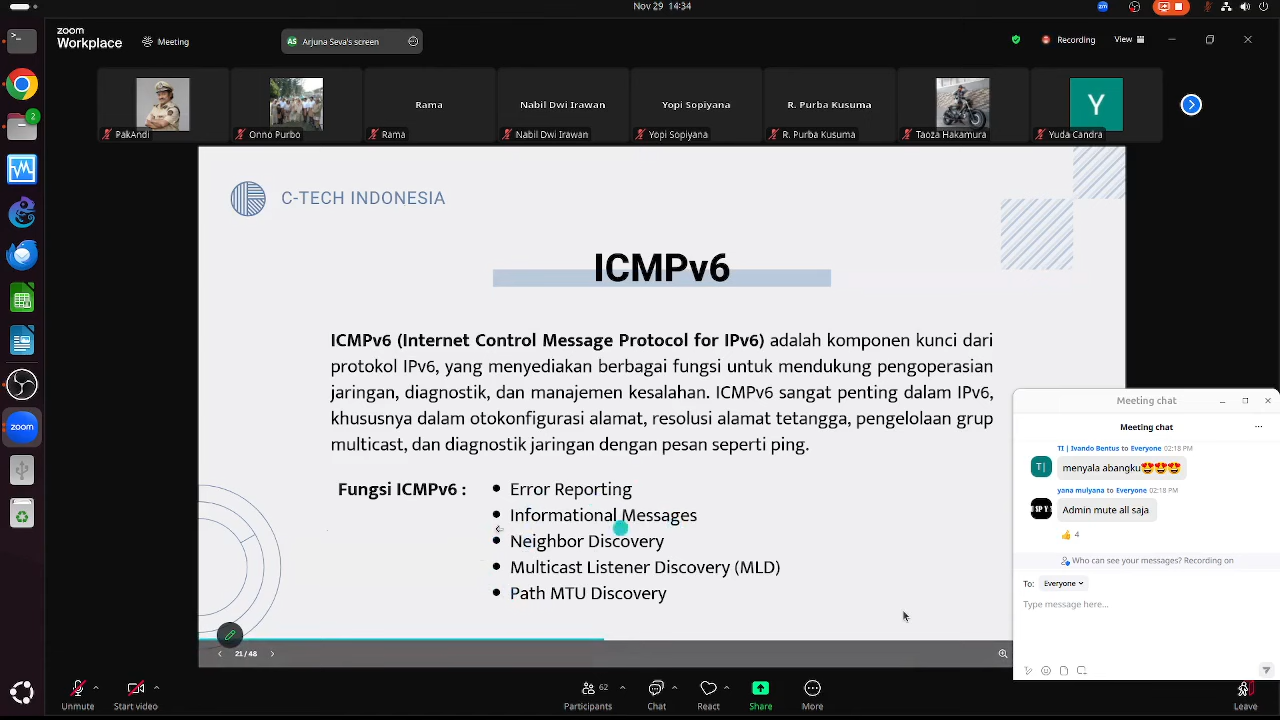 Nov 29 14:34
zoom
Workplace
Meeting
AS Arjuna Seva's screen
Recording
View
2
Rama
Nabil Dwi Irawan
Yopi Sopiyana
R. Purba Kusuma
Y
PakAndi
Onno Purbo
Rama
Nabil Dwi Irawan
Yopi Sopiyana
R. Purba Kusuma
Taoza Hakamura
Yuda Candra
C-TECH INDONESIA
ICMPv6
ICMPv6 (Internet Control Message Protocol for IPv6) adalah komponen kunci dari
protokol IPv6, yang menyediakan berbagai fungsi untuk mendukung pengoperasian
jaringan, diagnostik, dan manajemen kesalahan. ICMPv6 sangat penting dalam IPv6,
khususnya dalam otokonfigurasi alamat, resolusi alamat tetangga, pengelolaan grup
multicast, dan diagnostik jaringan dengan pesan seperti ping.
Fungsi ICMPv6 :
• Error Reporting
• Informational Messages
• Neighbor Discovery
• Multicast Listener Discovery (MLD)
• Path MTU Discovery
21 / 48
Meeting chat
Meeting chat
TI | Ivando Bentus to Everyone 02:18 PM
T|
menyala abangku😍😍😍
yana mulyana to Everyone 02:18 PM
Admin mute all saja
👍 4
Who can see your messages? Recording on
To: Everyone
Type message here...
zoom
Unmute
Start video
62
Participants
Chat
React
Share
More
Leave